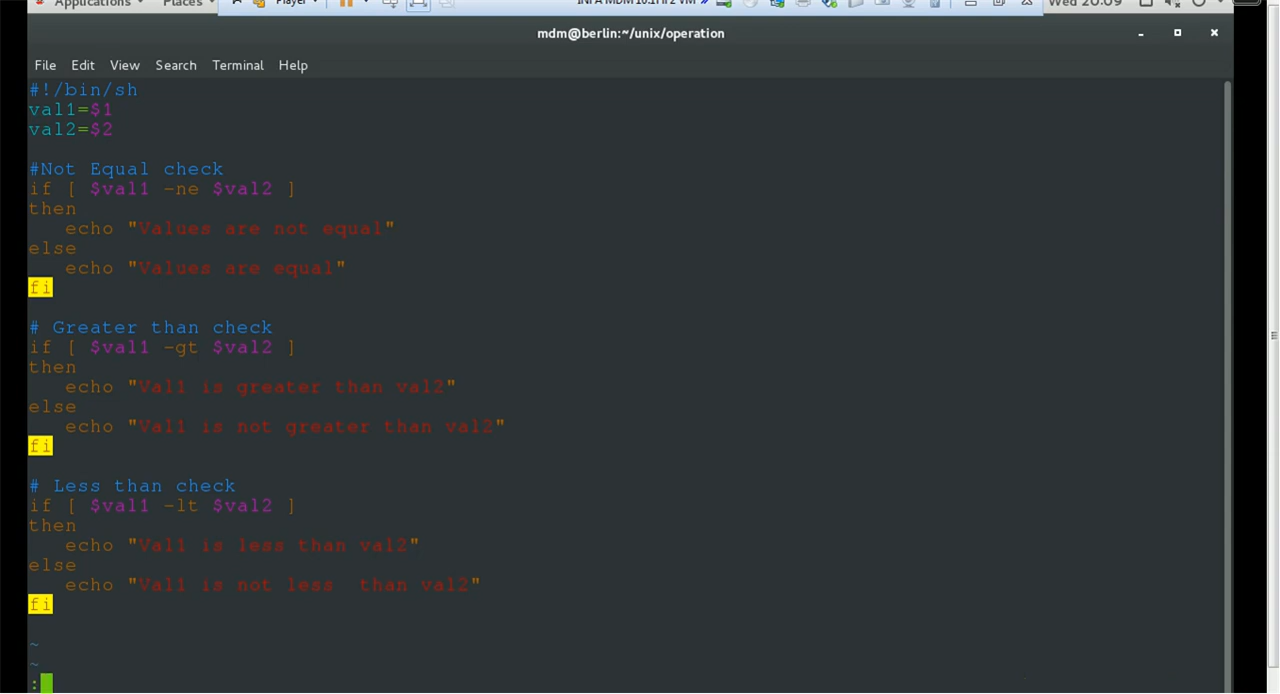 Applications Places Player Wed 20:09
mdm@berlin:~/unix/operation
File Edit View Search Terminal Help
#!/bin/sh
val1=$1
val2=$2
#Not Equal check
if [ $val1 -ne $val2 ]
then
echo "Values are not equal"
else
echo "Values are equal"
fi
# Greater than check
if [ $val1 -gt $val2 ]
then
echo "Val1 is greater than val2"
else
echo "Val1 is not greater than val2"
fi
# Less than check
if [ $val1 -lt $val2 ]
then
echo "Val1 is less than val2"
else
echo "Val1 is not less  than val2"
fi
~
~
: